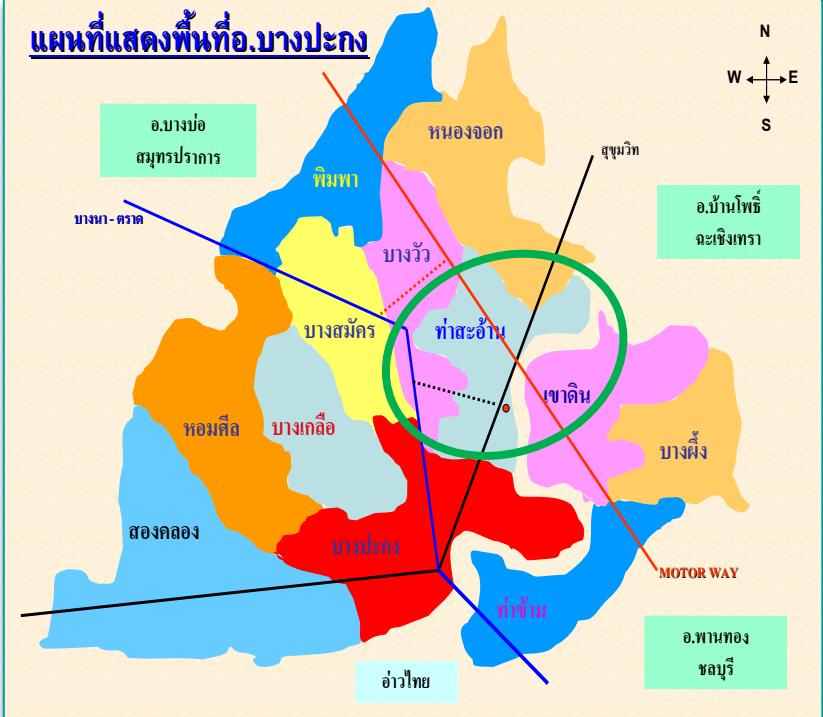 แผนที่แสดงพื้นที่อ.บางปะกง
N
W E
S
อ.บางบ่อ
สมุทรปราการ
หนองจอก
สุขุมวิท
พิมพา
อ.บ้านโพธิ์
ฉะเชิงเทรา
บางนา - ตราด
บางวัว
บางสมัคร
ท่าสะอ้าน
เขาดิน
หอมศีล
บางเกลือ
บางผึ้ง
สองคลอง
บางปะกง
MOTOR WAY
ท่าข้าม
อ.พานทอง
ชลบุรี
อ่าวไทย